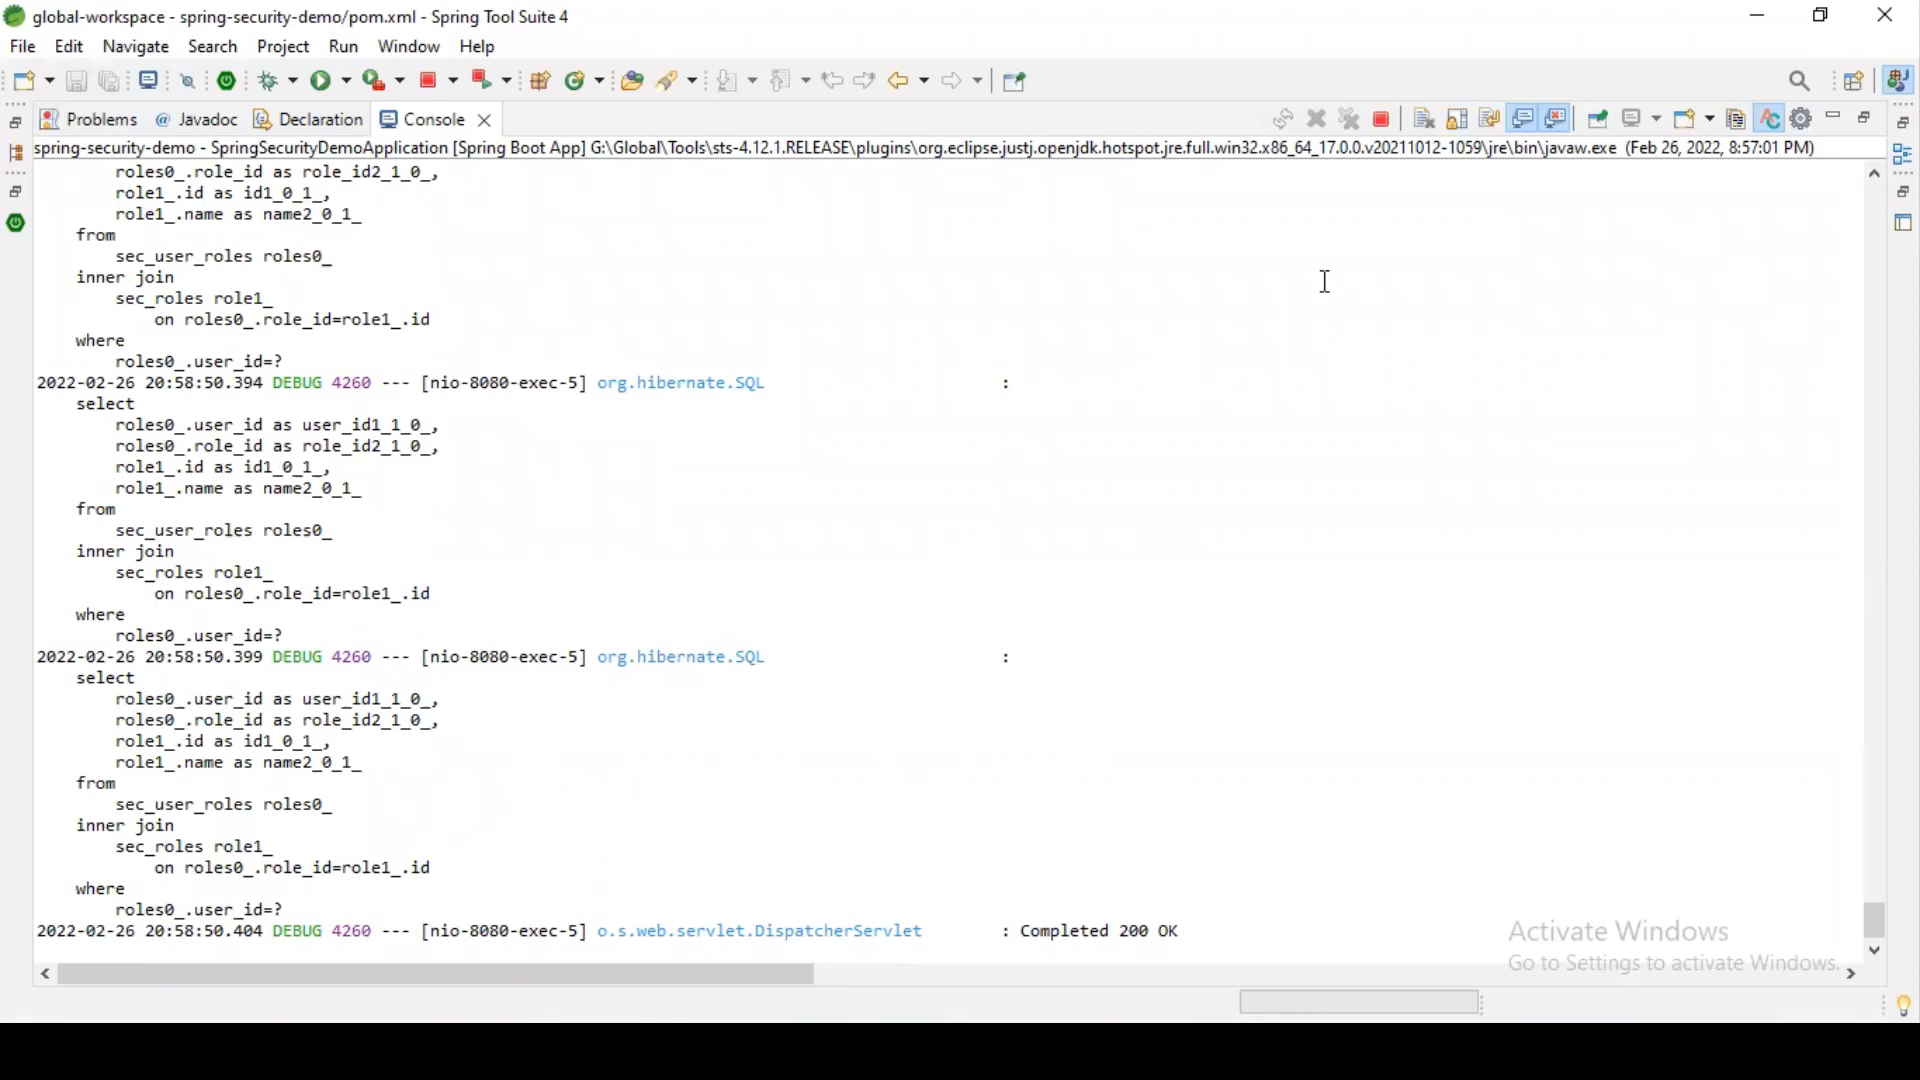 global-workspace - spring-security-demo/pom.xml - Spring Tool Suite 4
File Edit Navigate Search Project Run Window Help
Problems @ Javadoc Declaration Console
spring-security-demo - SpringSecurityDemoApplication [Spring Boot App] G:\Global\Tools\sts-4.12.1.RELEASE\plugins\org.eclipse.justj.openjdk.hotspot.jre.full.win32.x86_64_17.0.0.v20211012-1059\jre\bin\javaw.exe (Feb 26, 2022, 8:57:01 PM)
roles0_.role_id as role_id2_1_0_,
role1_.id as id1_0_1_,
role1_.name as name2_0_1_
from
sec_user_roles roles0_
inner join
sec_roles role1_
on roles0_.role_id=role1_.id
where
roles0_.user_id=?
2022-02-26 20:58:50.394 DEBUG 4260 --- [nio-8080-exec-5] org.hibernate.SQL :
select
roles0_.user_id as user_id1_1_0_,
roles0_.role_id as role_id2_1_0_,
role1_.id as id1_0_1_,
role1_.name as name2_0_1_
from
sec_user_roles roles0_
inner join
sec_roles role1_
on roles0_.role_id=role1_.id
where
roles0_.user_id=?
2022-02-26 20:58:50.399 DEBUG 4260 --- [nio-8080-exec-5] org.hibernate.SQL :
select
roles0_.user_id as user_id1_1_0_,
roles0_.role_id as role_id2_1_0_,
role1_.id as id1_0_1_,
role1_.name as name2_0_1_
from
sec_user_roles roles0_
inner join
sec_roles role1_
on roles0_.role_id=role1_.id
where
roles0_.user_id=?
2022-02-26 20:58:50.404 DEBUG 4260 --- [nio-8080-exec-5] o.s.web.servlet.DispatcherServlet : Completed 200 OK
Activate Windows
Go to Settings to activate Windows.